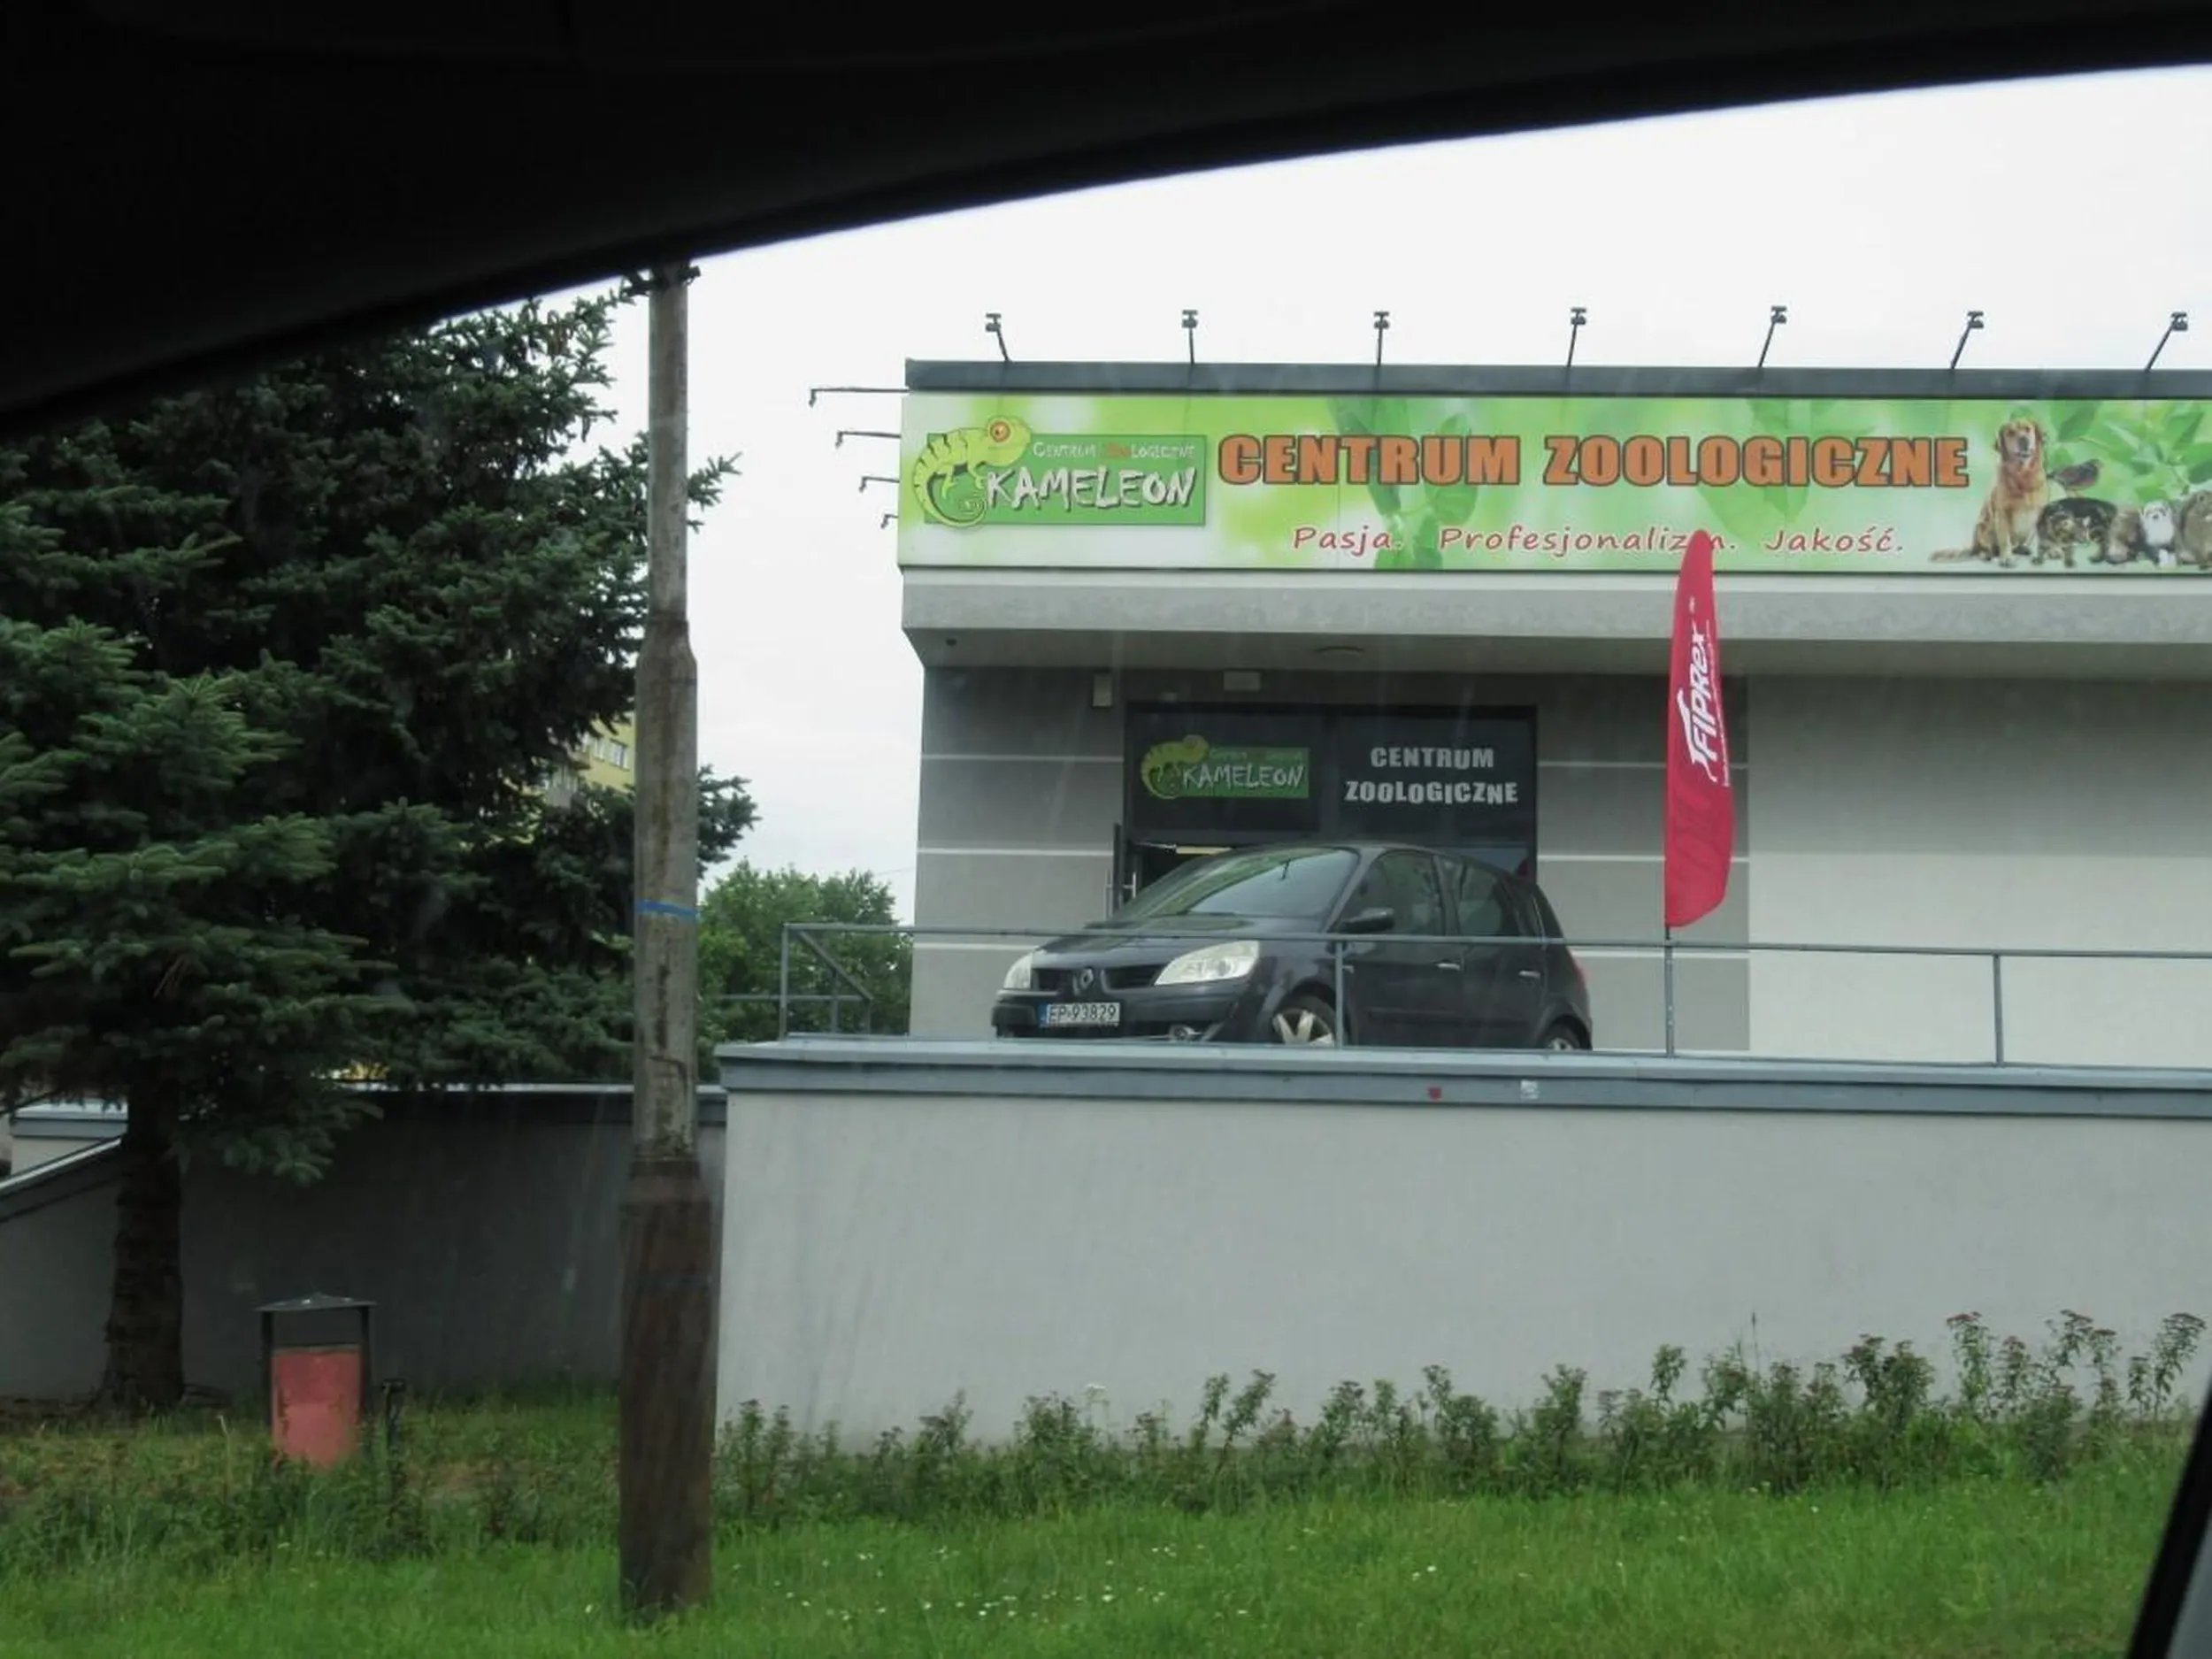 CENTRUM ZOOLOGICZNE
KAMELEON
CENTRUM ZOOLOGICZNE
Pasja. Profesjonalizm. Jakość.
FIPREX
KAMELEON
CENTRUM
ZOOLOGICZNE
EP 93829